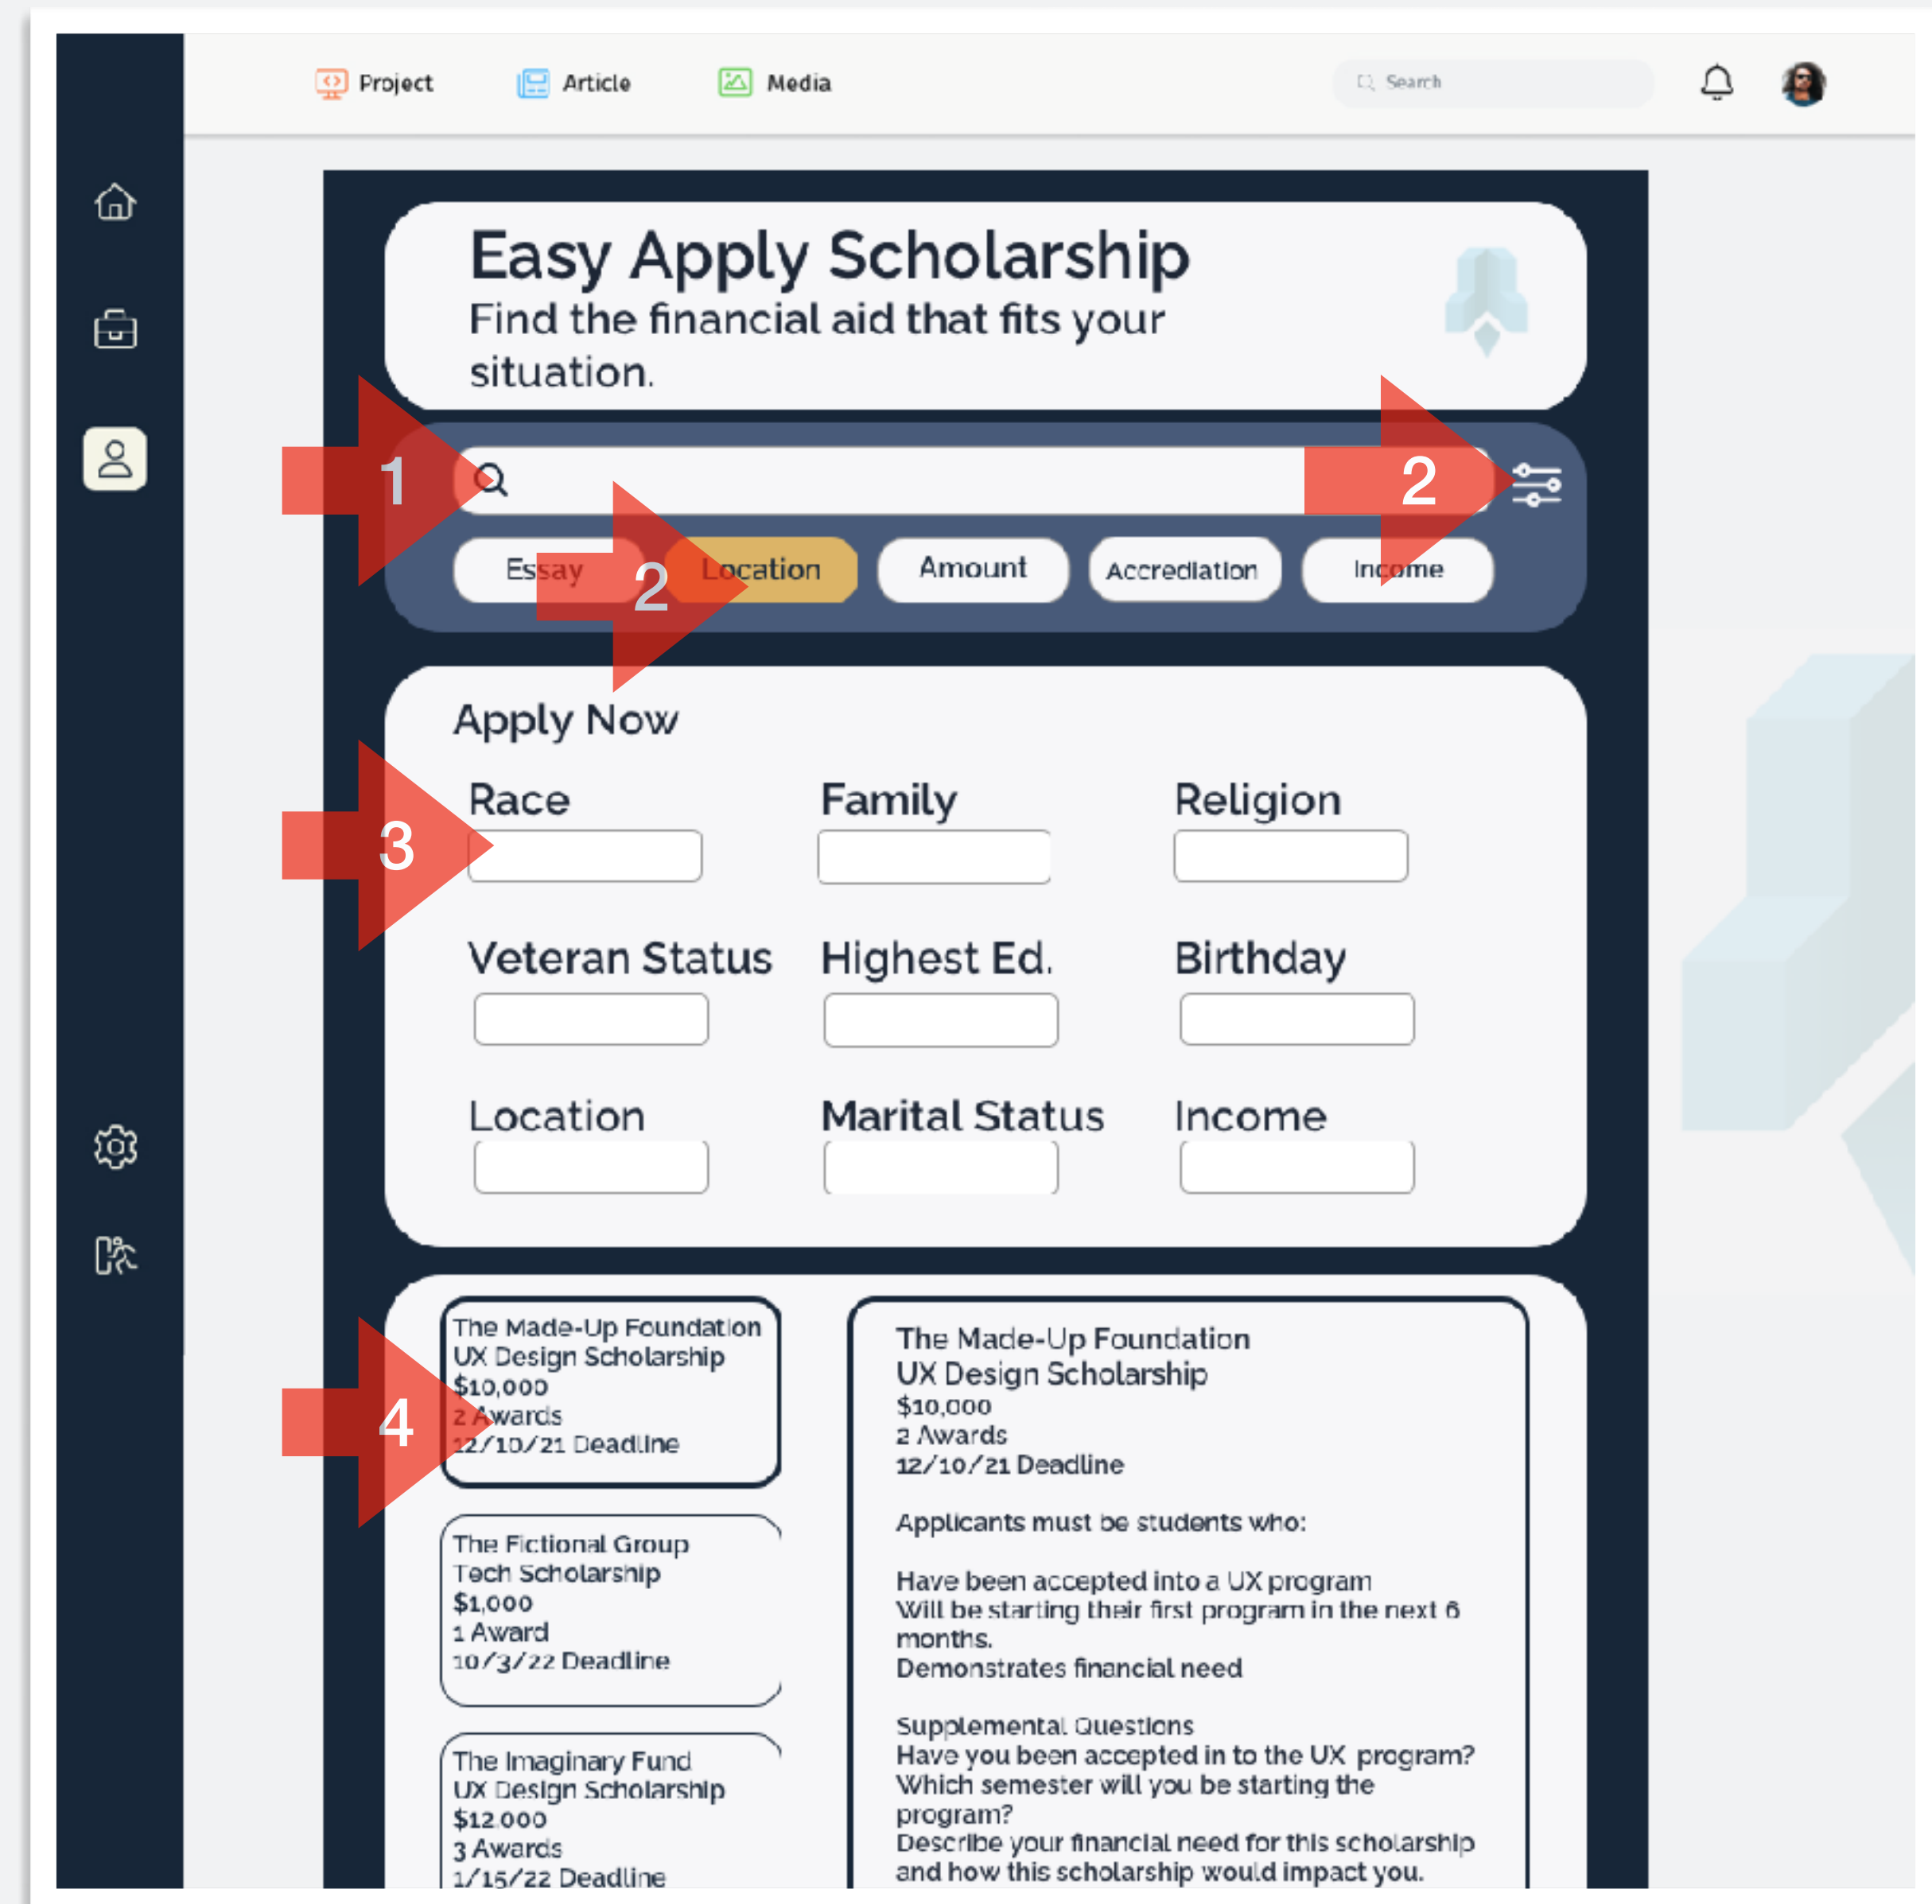 Project Article Media Search
Easy Apply Scholarship
Find the financial aid that fits your
situation.
1
2
Essay Location Amount Accrediation Income
2
Apply Now
Race Family Religion
3
Veteran Status Highest Ed. Birthday
Location Marital Status Income
4
The Made-Up Foundation
UX Design Scholarship
$10,000
2 Awards
12/10/21 Deadline
The Fictional Group
Tech Scholarship
$1,000
1 Award
10/3/22 Deadline
The Imaginary Fund
UX Design Scholarship
$12.000
3 Awards
1/15/22 Deadline
The Made-Up Foundation
UX Design Scholarship
$10,000
2 Awards
12/10/21 Deadline
Applicants must be students who:
Have been accepted into a UX program
Will be starting their first program in the next 6
months.
Demonstrates financial need
Supplemental Questions
Have you been accepted in to the UX program?
Which semester will you be starting the
program?
Describe your financial need for this scholarship
and how this scholarship would impact you.